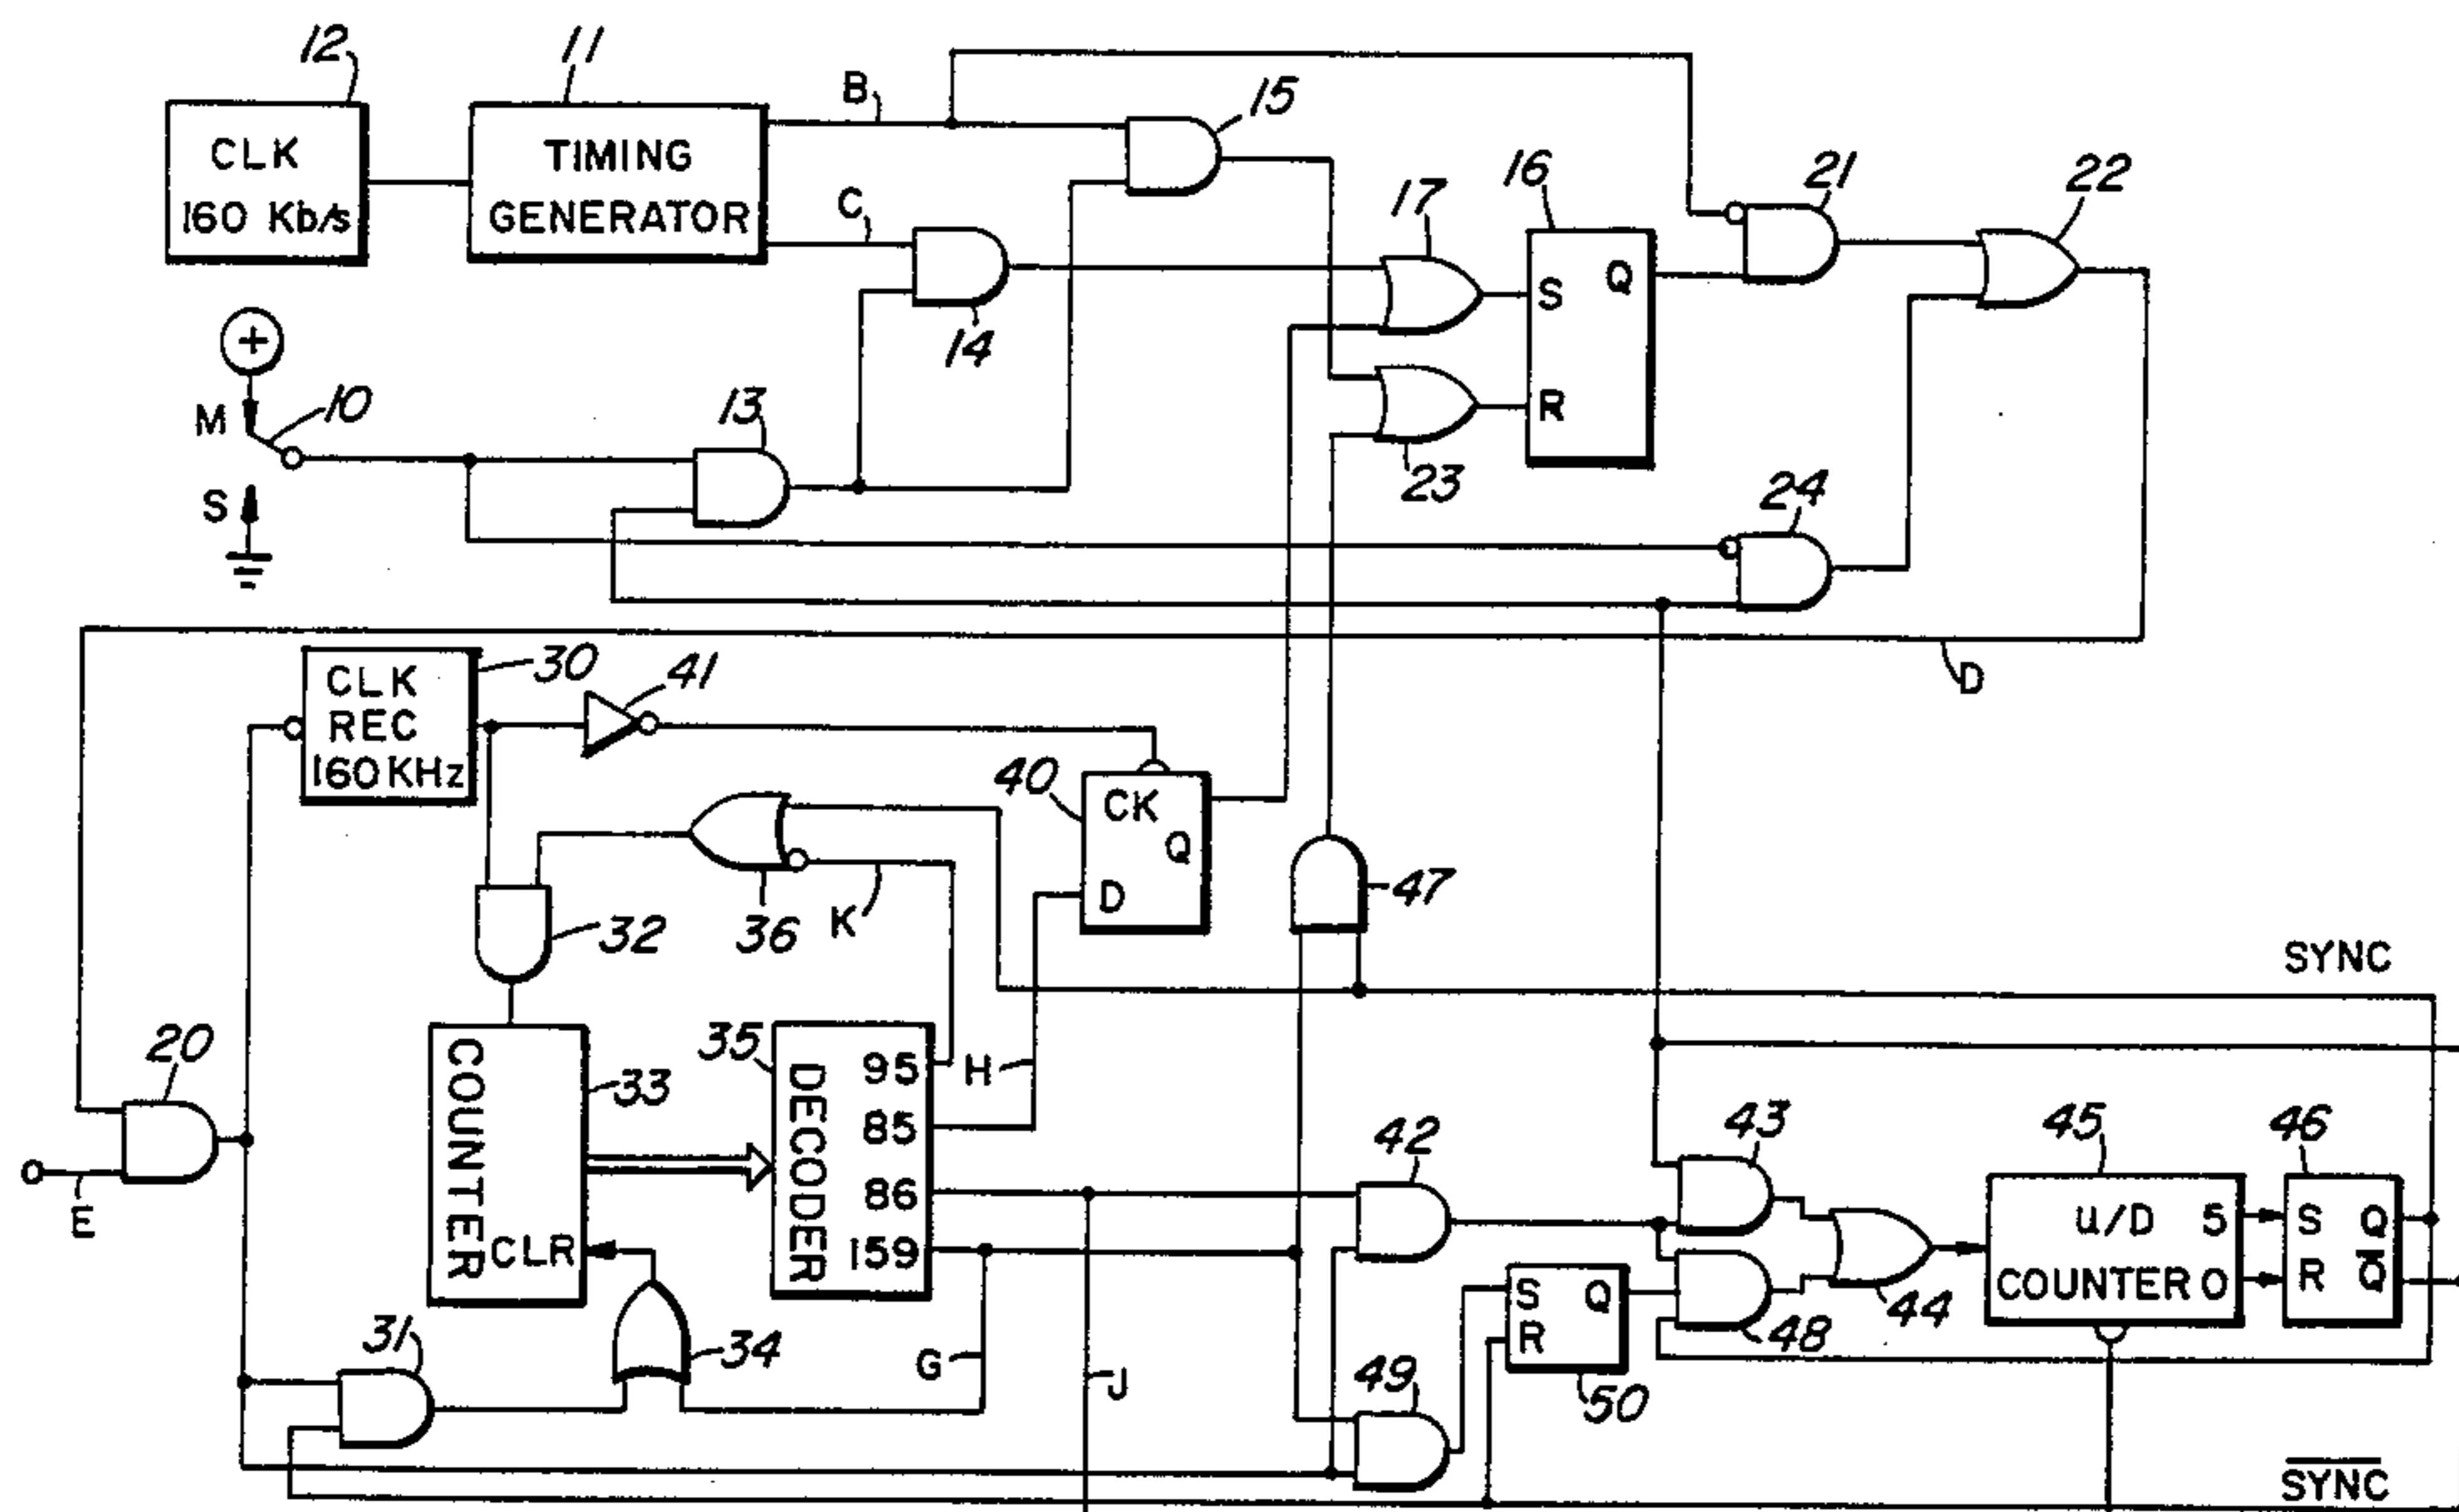 12
11
B
15
CLK
160 Kb/s
TIMING
GENERATOR
C
17
16
21
22
S
Q
R
14
M
10
13
23
24
S
D
CLK
REC
160 KHz
30
41
40
CK
Q
D
36
K
32
47
SYNC
20
E
COUNTER
CLR
33
35
DECODER
95
85
86
159
H
42
43
45
46
U/D
COUNTER
5
0
S
Q
R
Q̅
44
48
S
Q
R
50
31
34
G
J
49
S̅Y̅N̅C̅